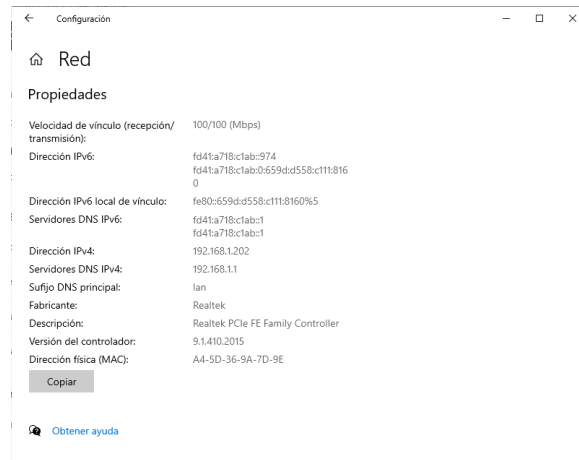 Configuración
Red
Propiedades
Velocidad de vínculo (recepción/
transmisión):
100/100 (Mbps)
Dirección IPv6:
fd41:a718:c1ab::974
fd41:a718:c1ab:0:659d:d558:c111:816
0
Dirección IPv6 local de vínculo:
fe80::659d:d558:c111:8160%5
Servidores DNS IPv6:
fd41:a718:c1ab::1
fd41:a718:c1ab::1
Dirección IPv4:
192.168.1.202
Servidores DNS IPv4:
192.168.1.1
Sufijo DNS principal:
lan
Fabricante:
Realtek
Descripción:
Realtek PCIe FE Family Controller
Versión del controlador:
9.1.410.2015
Dirección física (MAC):
A4-5D-36-9A-7D-9E
Copiar
Obtener ayuda